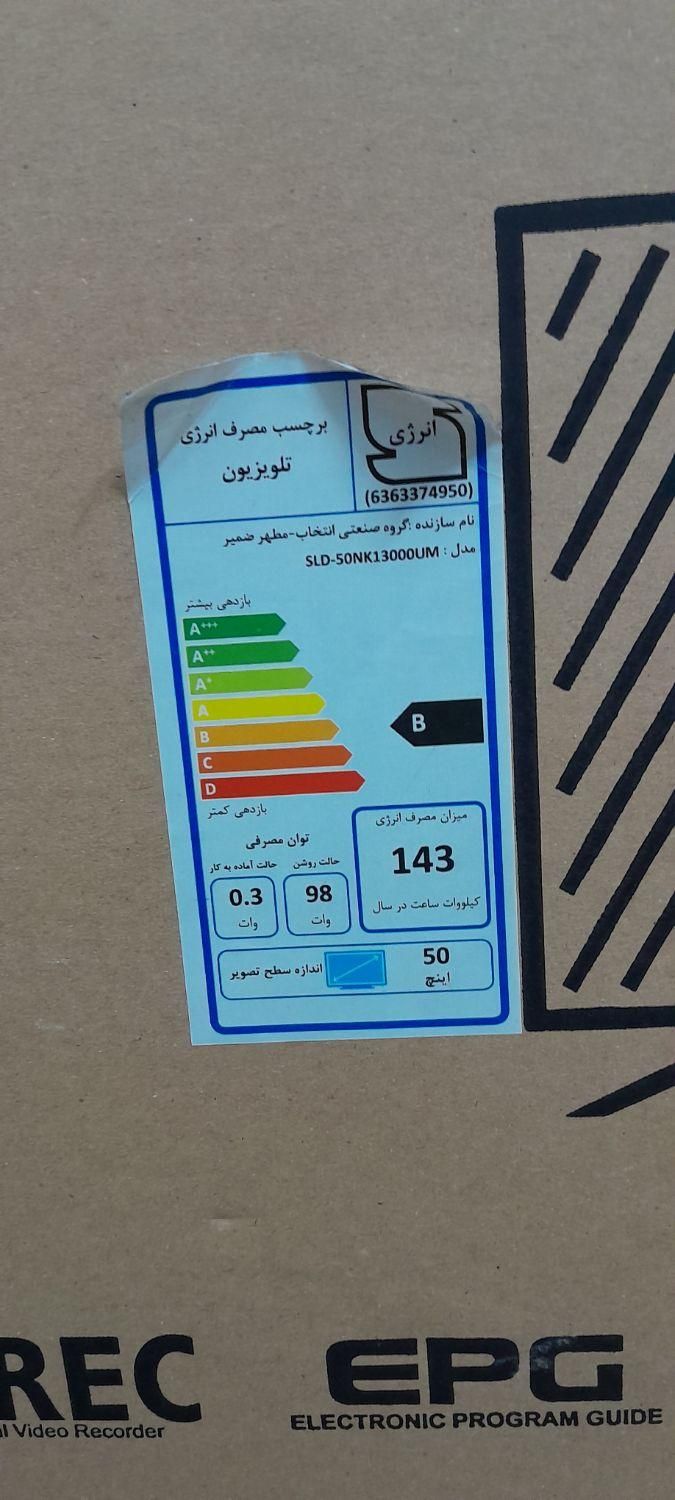 برچسب مصرف انرژی
تلویزیون
انرژی
(6363374950)
نام سازنده :گروه صنعتی انتخاب-مطهر ضمیر
مدل : SLD-50NK13000UM
بازدهی بیشتر
A+++
A++
A+
A
B
C
D
B
بازدهی کمتر
میزان مصرف انرژی
143
کیلووات ساعت در سال
توان مصرفی
حالت روشن
98
وات
حالت آماده به کار
0.3
وات
50
اینچ
اندازه سطح تصویر
REC
Video Recorder
EPG
ELECTRONIC PROGRAM GUIDE